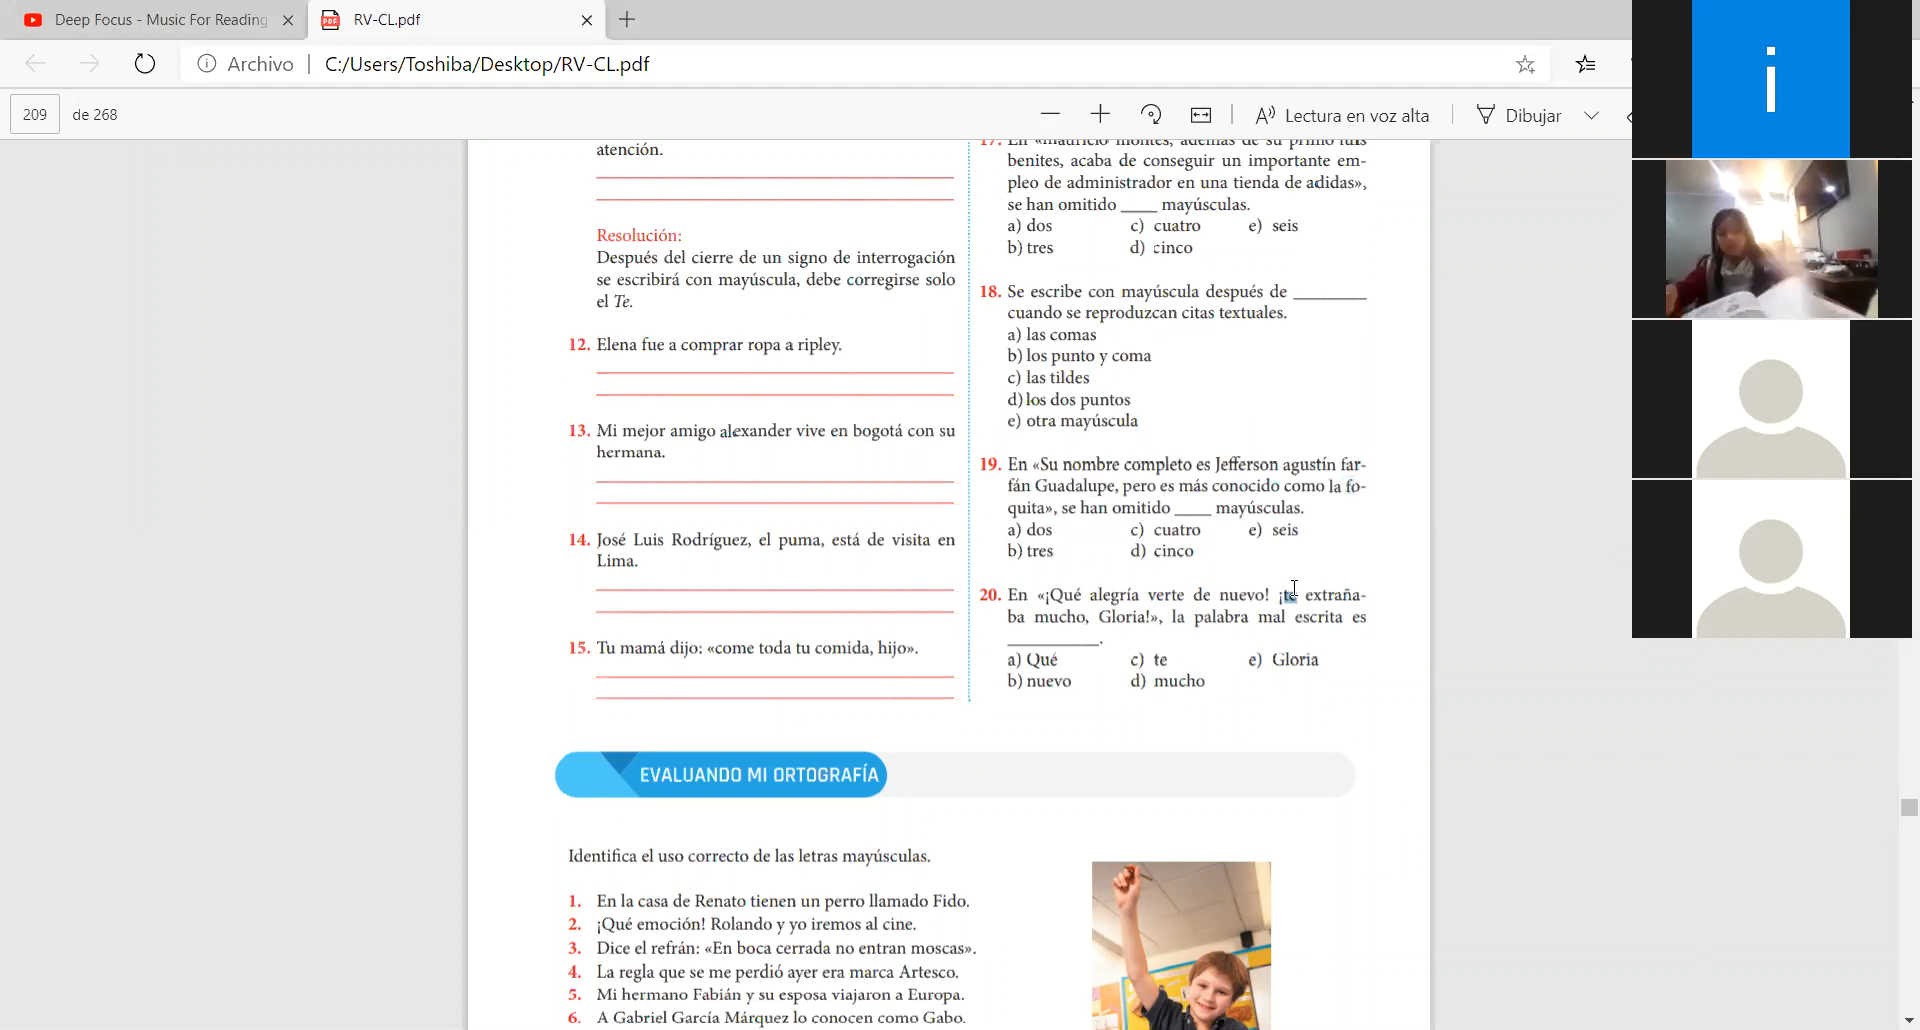 Deep Focus - Music For Reading
RV-CL.pdf
Archivo | C:/Users/Toshiba/Desktop/RV-CL.pdf
209 de 268
Lectura en voz alta
Dibujar
i
atención.
Resolución:
Después del cierre de un signo de interrogación
se escribirá con mayúscula, debe corregirse solo
el Te.
12. Elena fue a comprar ropa a ripley.
13. Mi mejor amigo alexander vive en bogotá con su
hermana.
14. José Luis Rodríguez, el puma, está de visita en
Lima.
15. Tu mamá dijo: «come toda tu comida, hijo».
17. En «mauricio montes, además de su primo luis
benites, acaba de conseguir un importante em-
pleo de administrador en una tienda de adidas»,
se han omitido ____ mayúsculas.
a) dos c) cuatro e) seis
b) tres d) cinco
18. Se escribe con mayúscula después de ________
cuando se reproduzcan citas textuales.
a) las comas
b) los punto y coma
c) las tildes
d) los dos puntos
e) otra mayúscula
19. En «Su nombre completo es Jefferson agustín far-
fán Guadalupe, pero es más conocido como la fo-
quita», se han omitido ____ mayúsculas.
a) dos c) cuatro e) seis
b) tres d) cinco
20. En «¡Qué alegría verte de nuevo! ¡te extraña-
ba mucho, Gloria!», la palabra mal escrita es
__________.
a) Qué c) te e) Gloria
b) nuevo d) mucho
EVALUANDO MI ORTOGRAFÍA
Identifica el uso correcto de las letras mayúsculas.
1. En la casa de Renato tienen un perro llamado Fido.
2. ¡Qué emoción! Rolando y yo iremos al cine.
3. Dice el refrán: «En boca cerrada no entran moscas».
4. La regla que se me perdió ayer era marca Artesco.
5. Mi hermano Fabián y su esposa viajaron a Europa.
6. A Gabriel García Márquez lo conocen como Gabo.